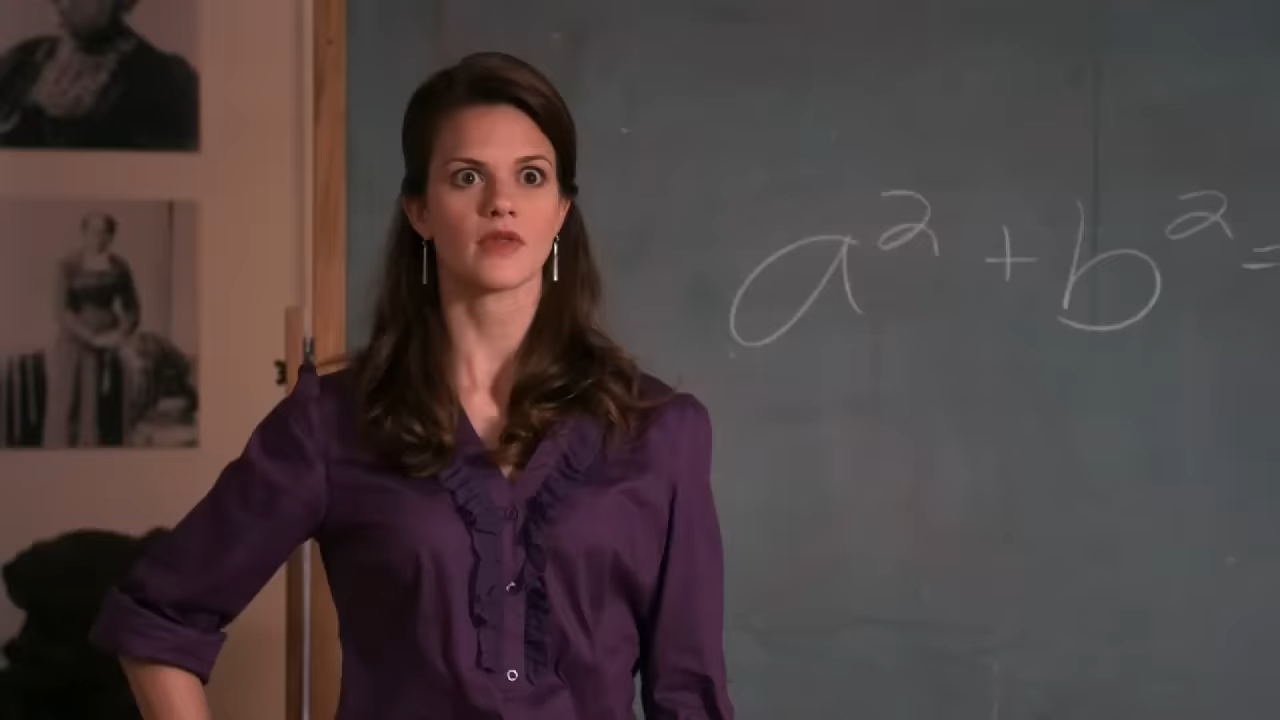 a² + b² =